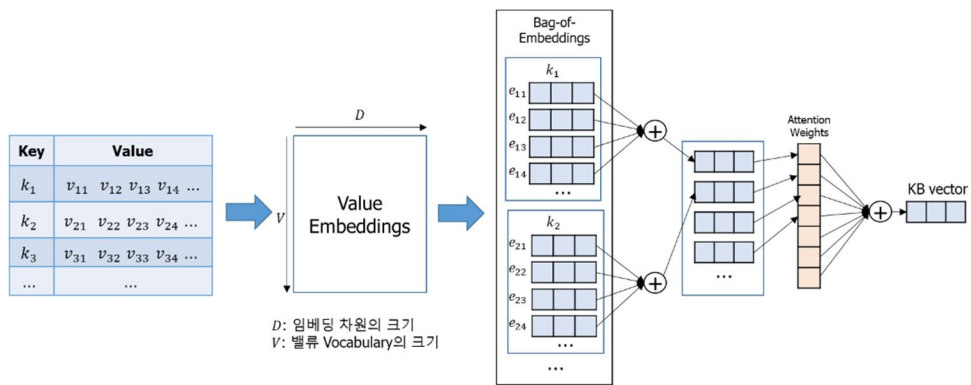 Key Value
k₁ v₁₁ v₁₂ v₁₃ v₁₄ ...
k₂ v₂₁ v₂₂ v₂₃ v₂₄ ...
k₃ v₃₁ v₃₂ v₃₃ v₃₄ ...
... ...
D
V
Value
Embeddings
D: 임베딩 차원의 크기
V: 밸류 Vocabulary의 크기
Bag-of-
Embeddings
k₁
e₁₁
e₁₂
e₁₃
e₁₄
...
k₂
e₂₁
e₂₂
e₂₃
e₂₄
...
...
+
+
...
Attention
Weights
+
KB vector